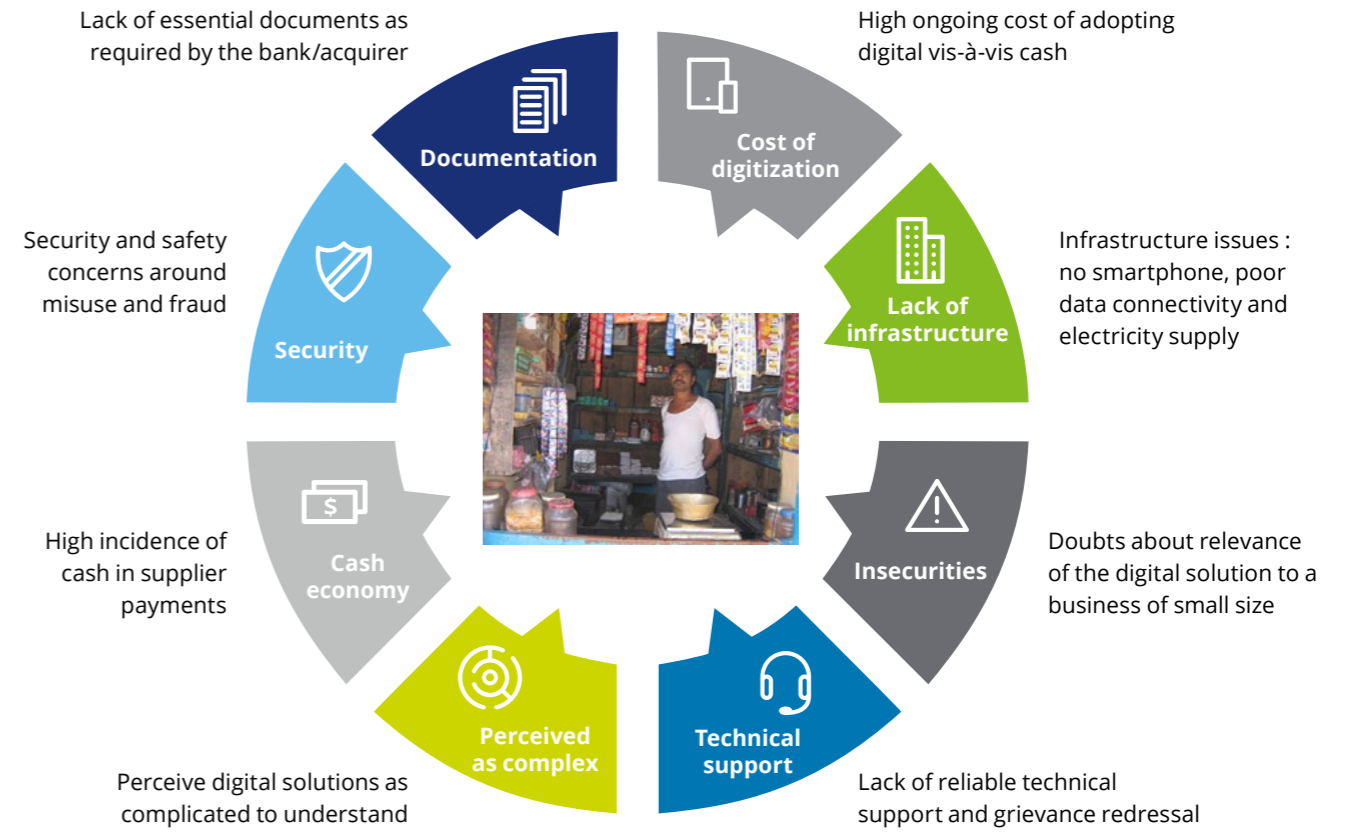 Lack of essential documents as
required by the bank/acquirer
High ongoing cost of adopting
digital vis-à-vis cash
Documentation
Cost of
digitization
Security and safety
concerns around
misuse and fraud
Security
Lack of
infrastructure
Infrastructure issues :
no smartphone, poor
data connectivity and
electricity supply
High incidence of
cash in supplier
payments
$
Cash
economy
Insecurities
Doubts about relevance
of the digital solution to a
business of small size
Perceived
as complex
Technical
support
Perceive digital solutions as
complicated to understand
Lack of reliable technical
support and grievance redressal